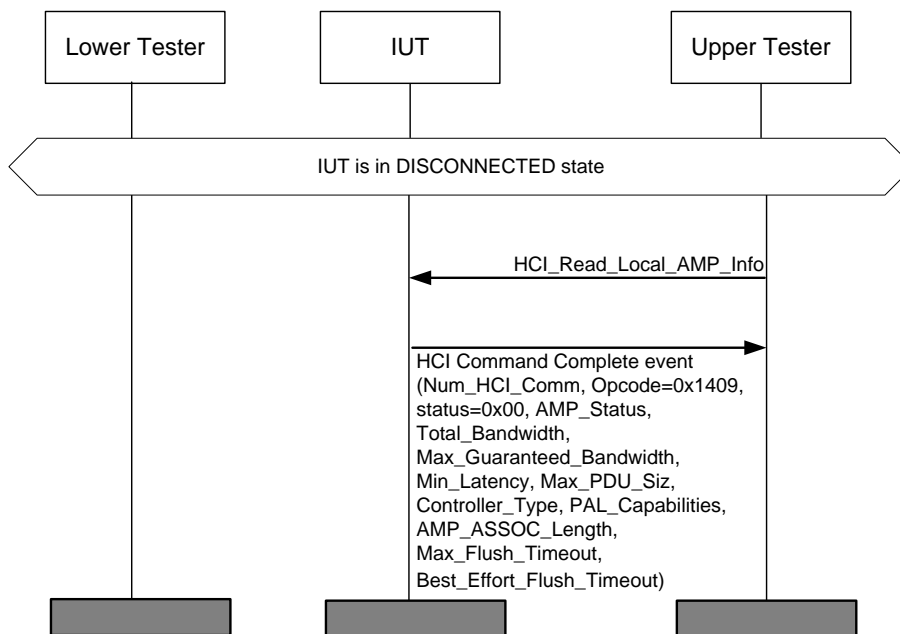 Lower Tester
IUT
Upper Tester
IUT is in DISCONNECTED state
HCI_Read_Local_AMP_Info
HCI Command Complete event
(Num_HCI_Comm, Opcode=0x1409,
status=0x00, AMP_Status,
Total_Bandwidth,
Max_Guaranteed_Bandwidth,
Min_Latency, Max_PDU_Siz,
Controller_Type, PAL_Capabilities,
AMP_ASSOC_Length,
Max_Flush_Timeout,
Best_Effort_Flush_Timeout)